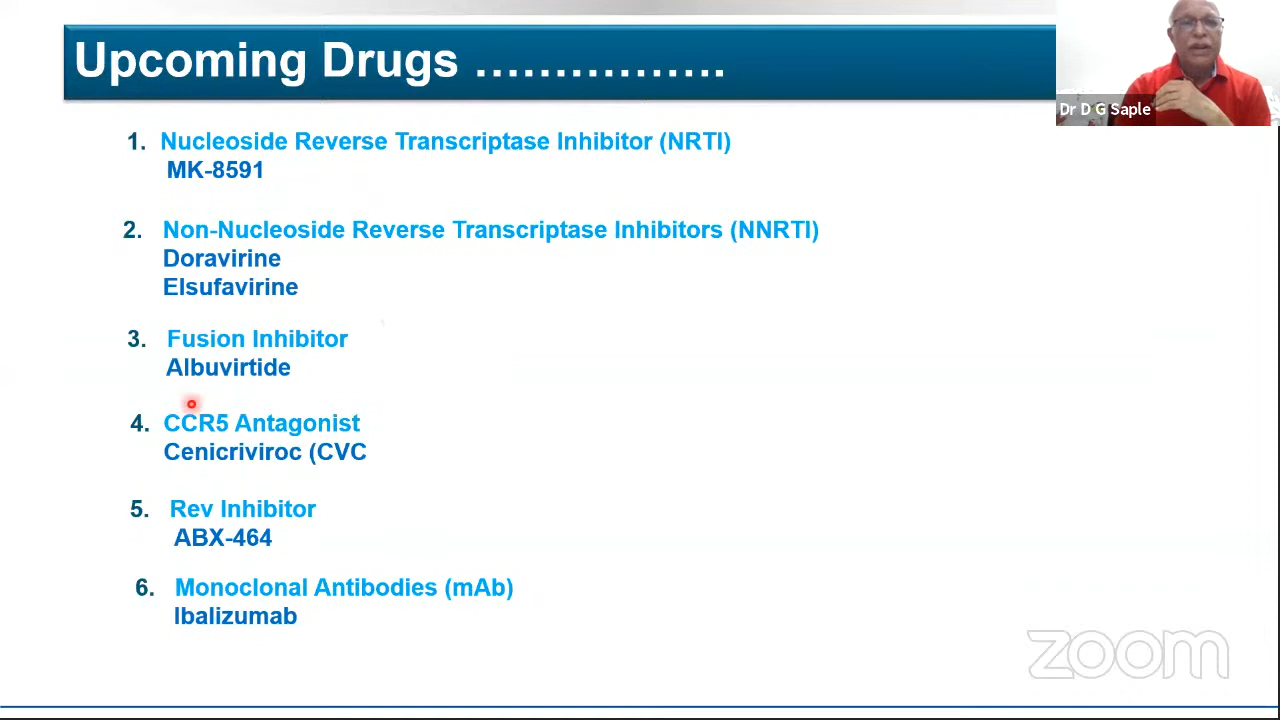 Upcoming Drugs …………….
Dr D G Saple
1. Nucleoside Reverse Transcriptase Inhibitor (NRTI)
MK-8591
2. Non-Nucleoside Reverse Transcriptase Inhibitors (NNRTI)
Doravirine
Elsufavirine
3. Fusion Inhibitor
Albuvirtide
4. CCR5 Antagonist
Cenicriviroc (CVC
5. Rev Inhibitor
ABX-464
6. Monoclonal Antibodies (mAb)
Ibalizumab
zoom